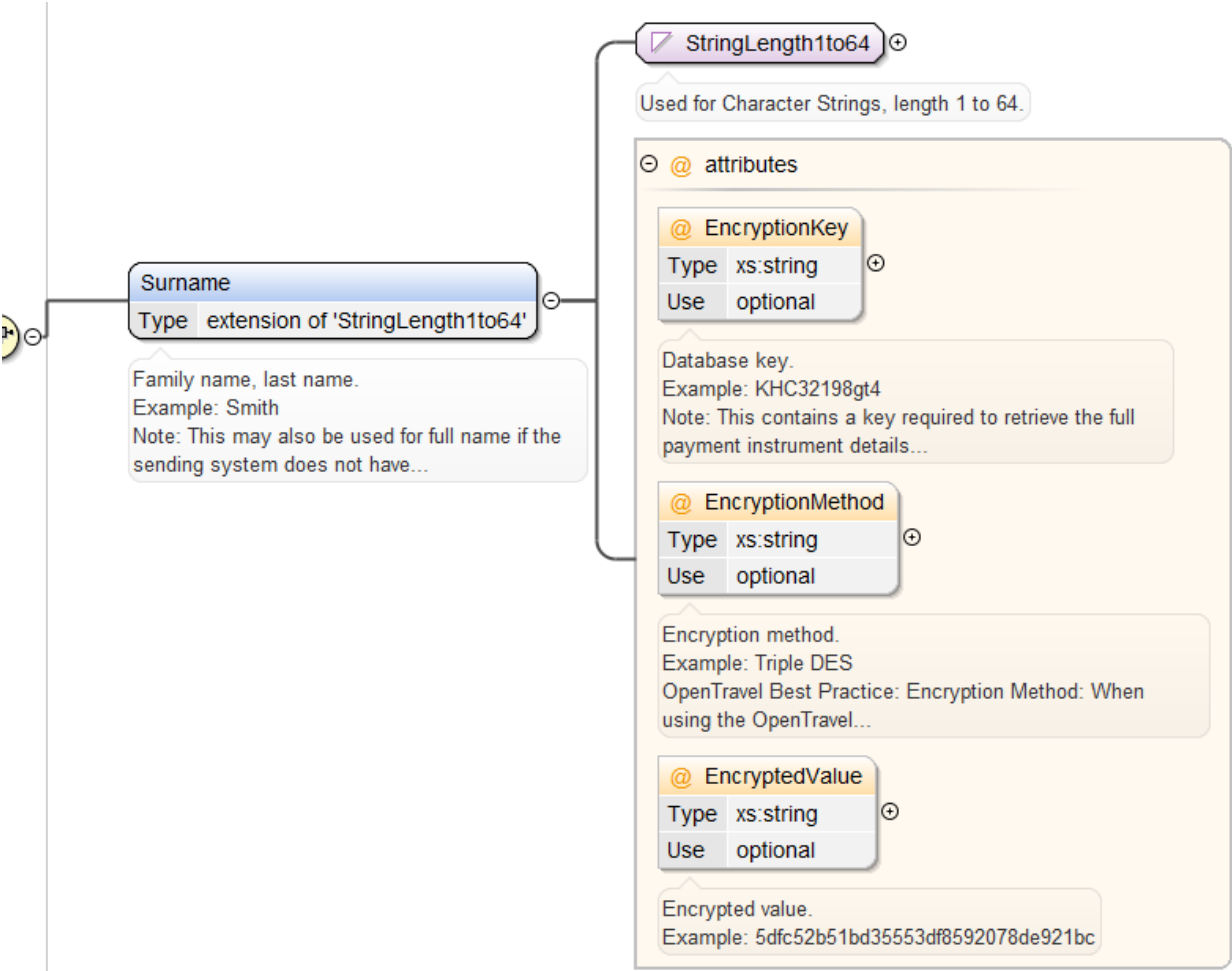 StringLength1to64
Used for Character Strings, length 1 to 64.
@ attributes
@ EncryptionKey
Type xs:string
Use optional
Database key.
Example: KHC32198gt4
Note: This contains a key required to retrieve the full
payment instrument details...
Surname
Type extension of 'StringLength1to64'
Family name, last name.
Example: Smith
Note: This may also be used for full name if the
sending system does not have...
@ EncryptionMethod
Type xs:string
Use optional
Encryption method.
Example: Triple DES
OpenTravel Best Practice: Encryption Method: When
using the OpenTravel...
@ EncryptedValue
Type xs:string
Use optional
Encrypted value.
Example: 5dfc52b51bd35553df8592078de921bc